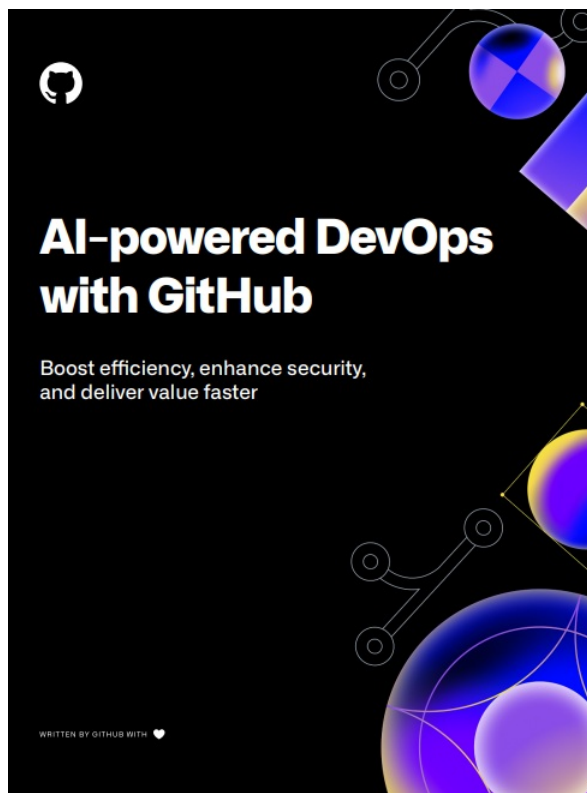 AI-powered DevOps
with GitHub
Boost efficiency, enhance security,
and deliver value faster
WRITTEN BY GITHUB WITH